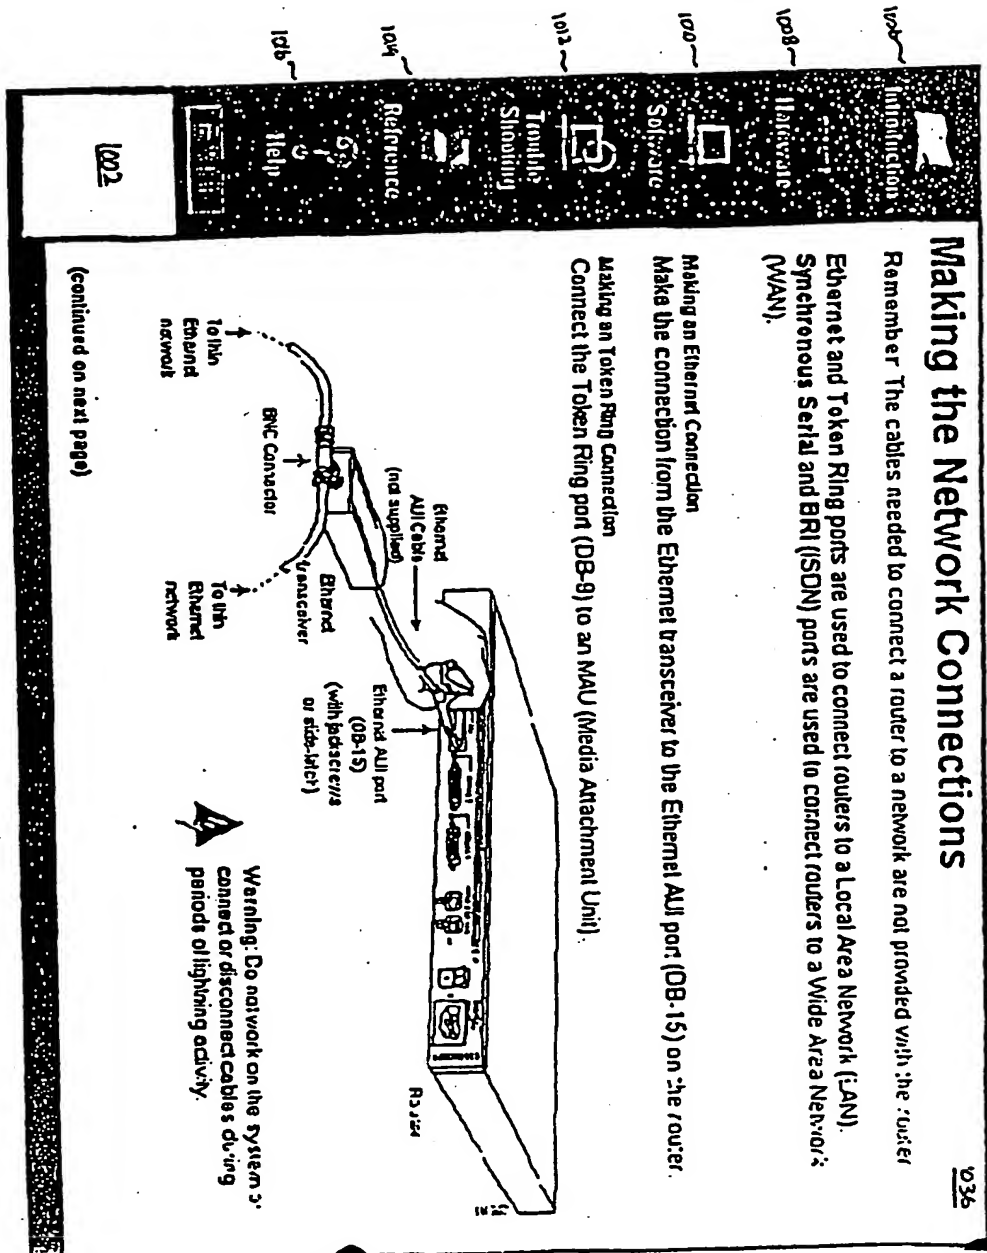 1006
1008
1010
1012
1014
1016
Introduction
Hardware
Software
Trouble
Shooting
Reference
Help
1002
Making the Network Connections
1036
Remember The cables needed to connect a router to a network are not provided with the router
Ethernet and Token Ring ports are used to connect routers to a Local Area Network (LAN).
Synchronous Serial and BRI (ISDN) ports are used to connect routers to a Wide Area Network
(WAN).
Making an Ethernet Connection
Make the connection from the Ethernet transceiver to the Ethernet AUI port (DB-15) on the router.
Making an Token Ring Connection
Connect the Token Ring port (DB-9) to an MAU (Media Attachment Unit).
Ethernet
AUI Cable
(not supplied)
Ethernet AUI port
(DB-15)
(with jackscrews
or slide-latch)
Router
BNC Connector
Ethernet
transceiver
To thin
Ethernet
network
To thin
Ethernet
network
Warning: Do not work on the system or
connect or disconnect cables during
periods of lightning activity.
(continued on next page)